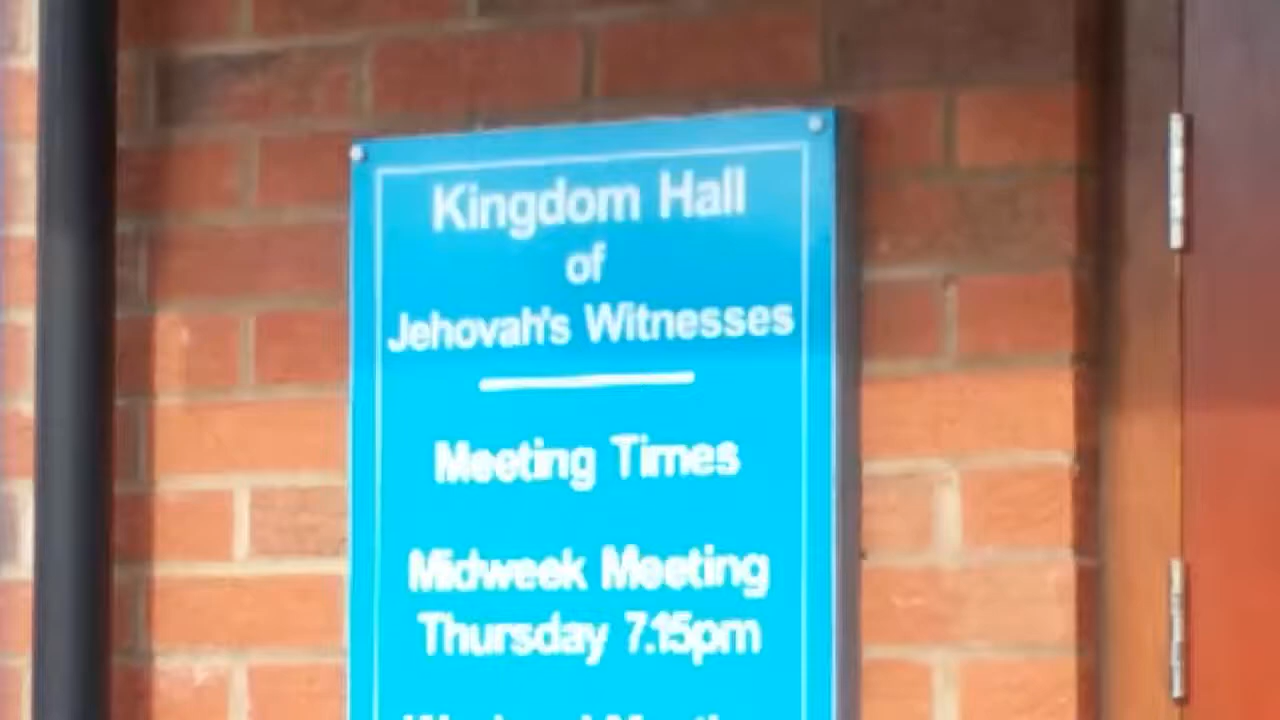 Kingdom Hall
of
Jehovah's Witnesses
Meeting Times
Midweek Meeting
Thursday 7.15pm